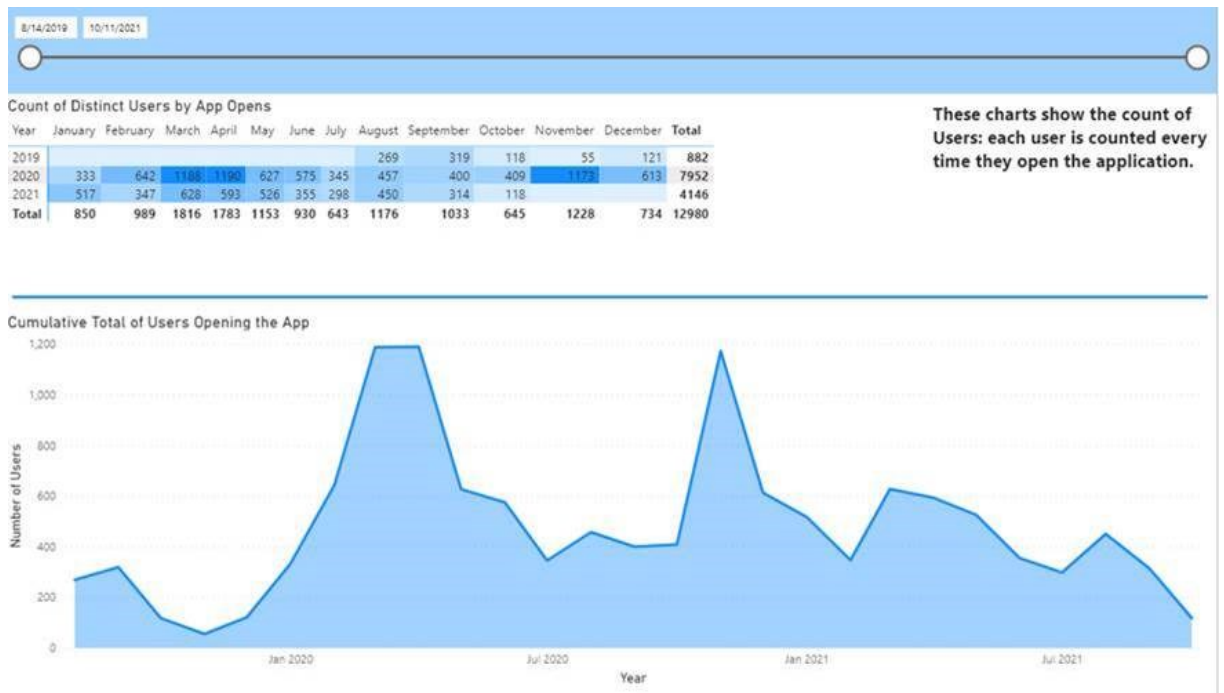 8/14/2019 10/11/2021
Count of Distinct Users by App Opens
Year January February March April May June July August September October November December Total
2019 269 319 118 55 121 882
2020 333 642 1188 1190 627 575 345 457 400 409 1173 613 7952
2021 517 347 628 593 526 355 298 450 314 118 4146
Total 850 989 1816 1783 1153 930 643 1176 1033 645 1228 734 12980
These charts show the count of
Users: each user is counted every
time they open the application.
Cumulative Total of Users Opening the App
Number of Users
1,200
1,000
800
600
400
200
0
Jan 2020 Jul 2020 Jan 2021 Jul 2021
Year